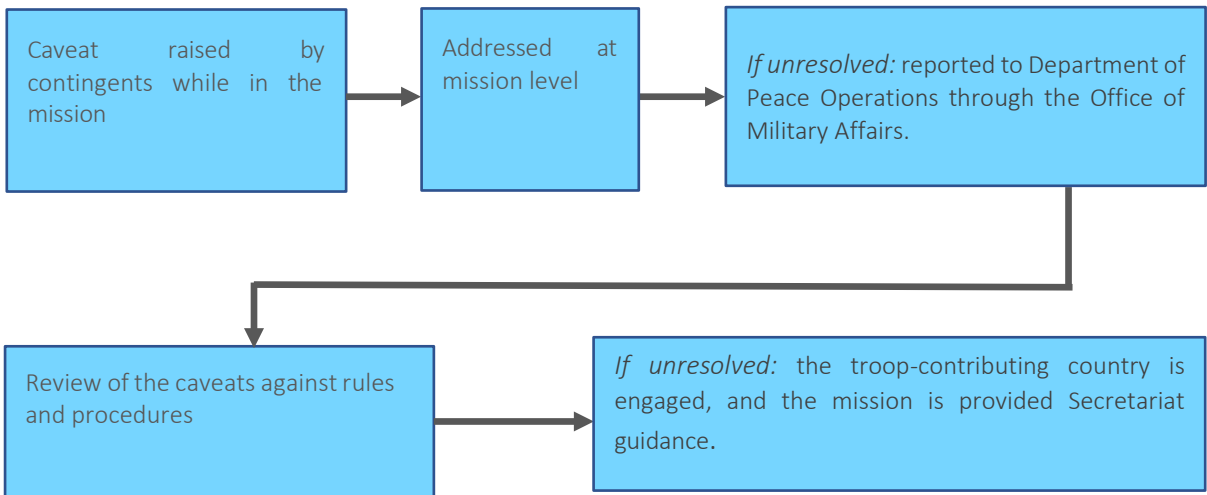 Caveat raised by
contingents while in the
mission
Addressed at
mission level
If unresolved: reported to Department of
Peace Operations through the Office of
Military Affairs.
Review of the caveats against rules
and procedures
If unresolved: the troop-contributing country is
engaged, and the mission is provided Secretariat
guidance.